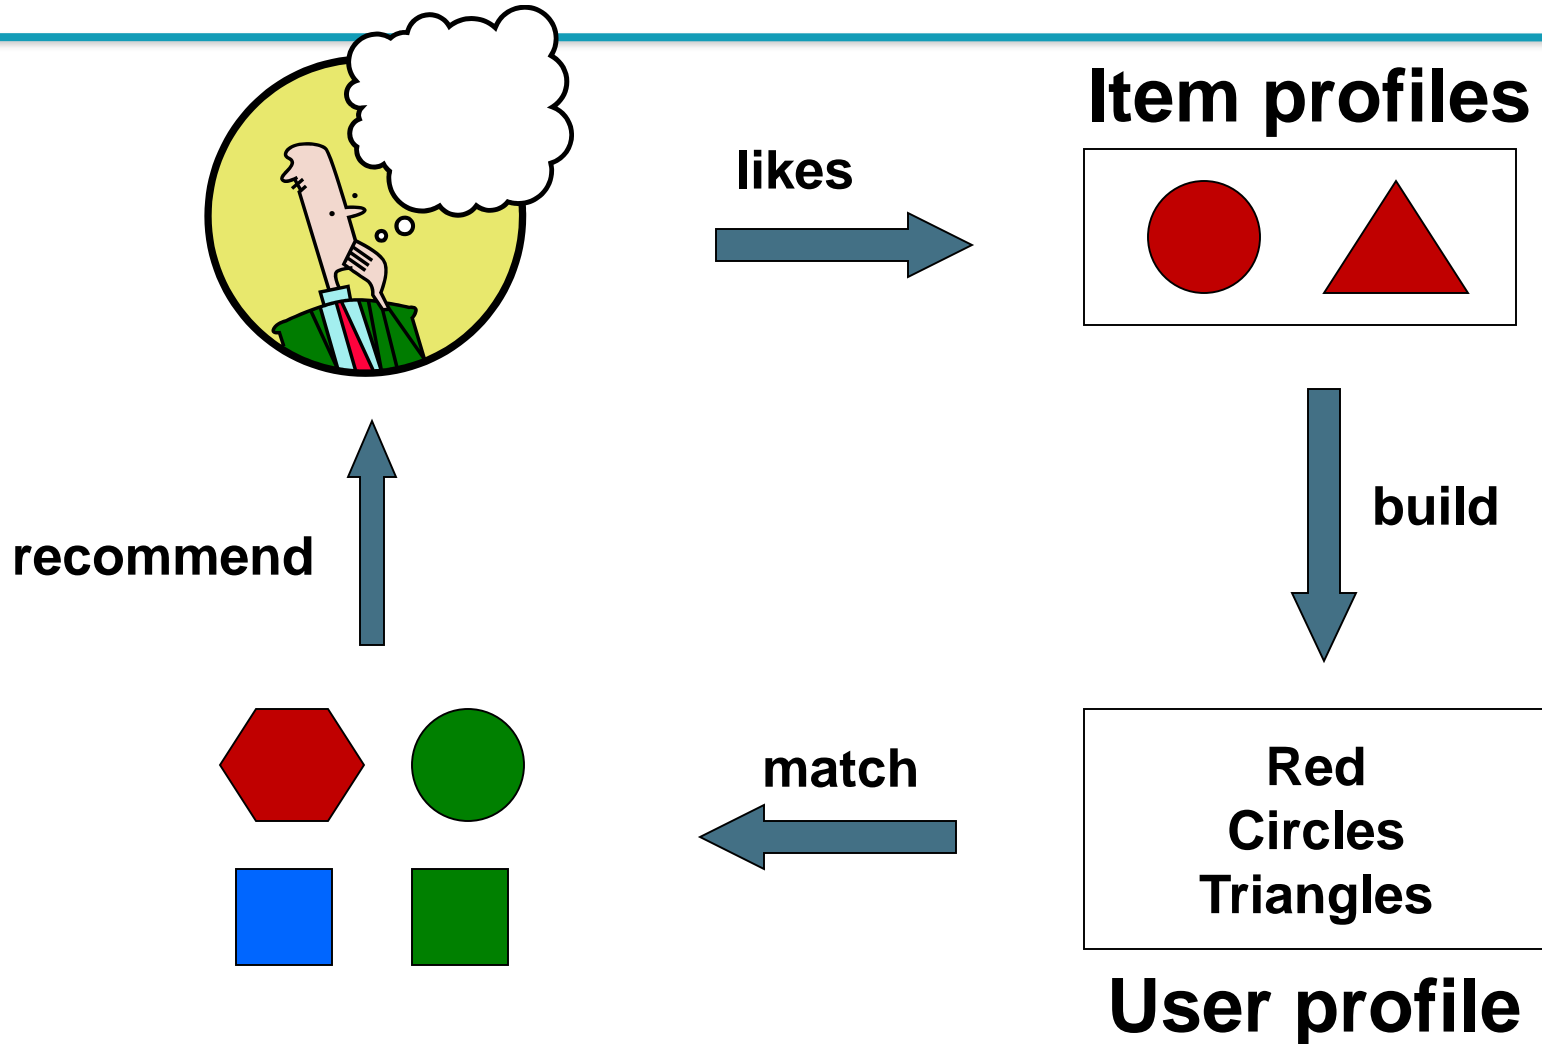 Item profiles
likes
build
recommend
match
Red
Circles
Triangles
User profile